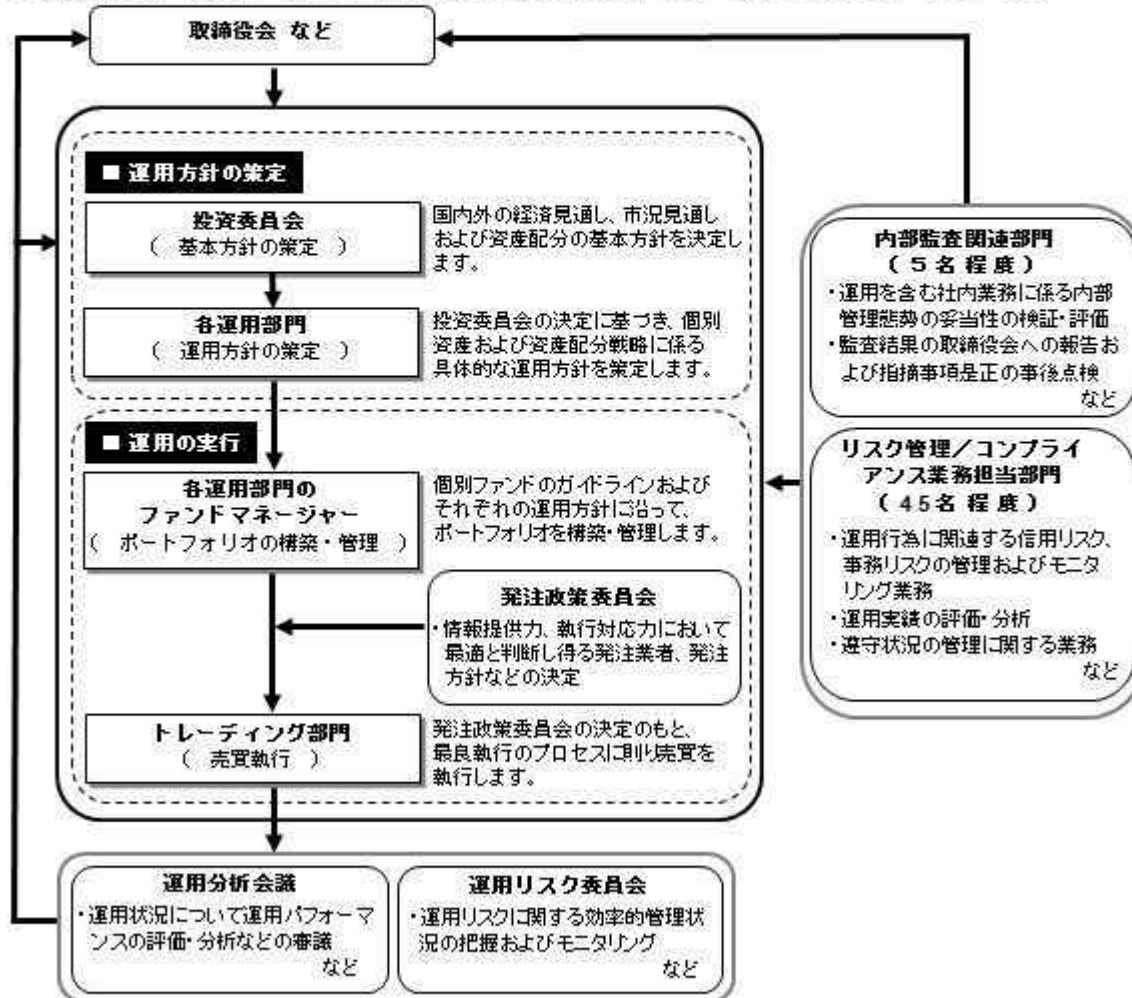 取締役会 など
■ 運用方針の策定
投資委員会
( 基本方針の策定 )
国内外の経済見通し、市況見通し
および資産配分の基本方針を決定し
ます。
各運用部門
( 運用方針の策定 )
投資委員会の決定に基づき、個別
資産および資産配分戦略に係る
具体的な運用方針を策定します。
■ 運用の実行
各運用部門の
ファンドマネージャー
( ポートフォリオの構築・管理 )
個別ファンドのガイドラインおよび
それぞれの運用方針に沿って、
ポートフォリオを構築・管理します。
発注政策委員会
・情報提供力、執行対応力において
最適と判断し得る発注業者、発注
方針などの決定
トレーディング部門
( 売買執行 )
発注政策委員会の決定のもと、
最良執行のプロセスに則り売買を
執行します。
内部監査関連部門
( 5名程度 )
・運用を含む社内業務に係る内部
管理態勢の妥当性の検証・評価
・監査結果の取締役会への報告お
よび指摘事項是正の事後点検
など
リスク管理/コンプライ
アンス業務担当部門
( 45名程度 )
・運用行為に関連する信用リスク、
事務リスクの管理およびモニタ
リング業務
・運用実績の評価・分析
・遵守状況の管理に関する業務
など
運用分析会議
・運用状況について運用パフォーマ
ンスの評価・分析などの審議
など
運用リスク委員会
・運用リスクに関する効率的管理状
況の把握およびモニタリング
など